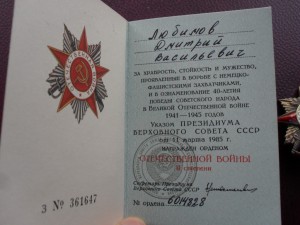 З № 361647
Любимов
Дмитрий
Васильевич
ЗА ХРАБРОСТЬ, СТОЙКОСТЬ И МУЖЕСТВО,
ПРОЯВЛЕННЫЕ В БОРЬБЕ С НЕМЕЦКО-
ФАШИСТСКИМИ ЗАХВАТЧИКАМИ,
И В ОЗНАМЕНОВАНИЕ 40-ЛЕТИЯ
ПОБЕДЫ СОВЕТСКОГО НАРОДА
В ВЕЛИКОЙ ОТЕЧЕСТВЕННОЙ ВОЙНЕ
1941—1945 ГОДОВ
УКАЗОМ ПРЕЗИДИУМА
ВЕРХОВНОГО СОВЕТА СССР
ОТ 11 МАРТА 1985 Г.
НАГРАЖДЕН ОРДЕНОМ
ОТЕЧЕСТВЕННОЙ ВОЙНЫ
II СТЕПЕНИ
Секретарь Президиума
Верховного Совета СССР
№ ордена 6014828